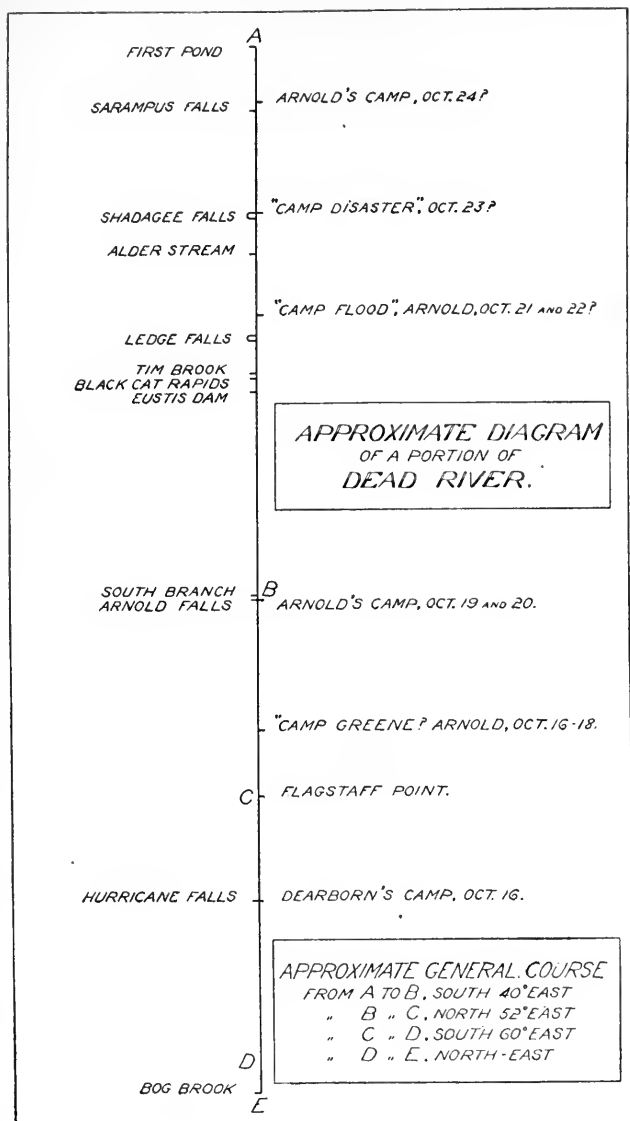 A
FIRST POND
ARNOLD'S CAMP, OCT. 24?
SARAMPUS FALLS
"CAMP DISASTER", OCT. 23?
SHADAGEE FALLS
ALDER STREAM
"CAMP FLOOD", ARNOLD, OCT. 21 AND 22?
LEDGE FALLS
TIM BROOK
BLACK CAT RAPIDS
EUSTIS DAM
APPROXIMATE DIAGRAM
OF A PORTION OF
DEAD RIVER.
SOUTH BRANCH B
ARNOLD FALLS ARNOLD'S CAMP, OCT. 19 AND 20.
"CAMP GREENE? ARNOLD, OCT. 16-18.
C FLAGSTAFF POINT.
HURRICANE FALLS DEARBORN'S CAMP, OCT. 16.
APPROXIMATE GENERAL COURSE
FROM A TO B, SOUTH 40° EAST
„ B „ C, NORTH 52° EAST
„ C „ D, SOUTH 60° EAST
„ D „ E, NORTH-EAST
D
BOG BROOK
E